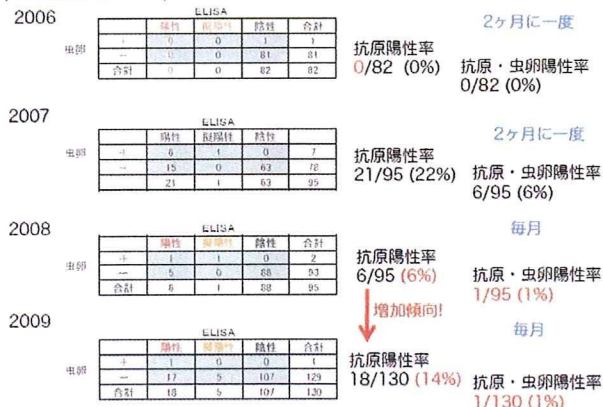 2006
ELISA
2ヶ月に一度
陽性 擬陽性 陰性 合計
虫卵
+ 0 0 1 1
− 0 0 81 81
合計 0 0 82 82
抗原陽性率
0/82 (0%)
抗原・虫卵陽性率
0/82 (0%)
2007
ELISA
2ヶ月に一度
陽性 擬陽性 陰性
虫卵
+ 6 1 0 7
− 15 0 63 78
21 1 63 95
抗原陽性率
21/95 (22%)
抗原・虫卵陽性率
6/95 (6%)
2008
ELISA
毎月
陽性 擬陽性 陰性 合計
虫卵
+ 1 1 0 2
− 5 0 88 93
合計 6 1 88 95
抗原陽性率
6/95 (6%)
抗原・虫卵陽性率
1/95 (1%)
増加傾向!
2009
ELISA
毎月
陽性 擬陽性 陰性 合計
虫卵
+ 1 0 0 1
− 17 5 107 129
合計 18 5 107 130
抗原陽性率
18/130 (14%)
抗原・虫卵陽性率
1/130 (1%)